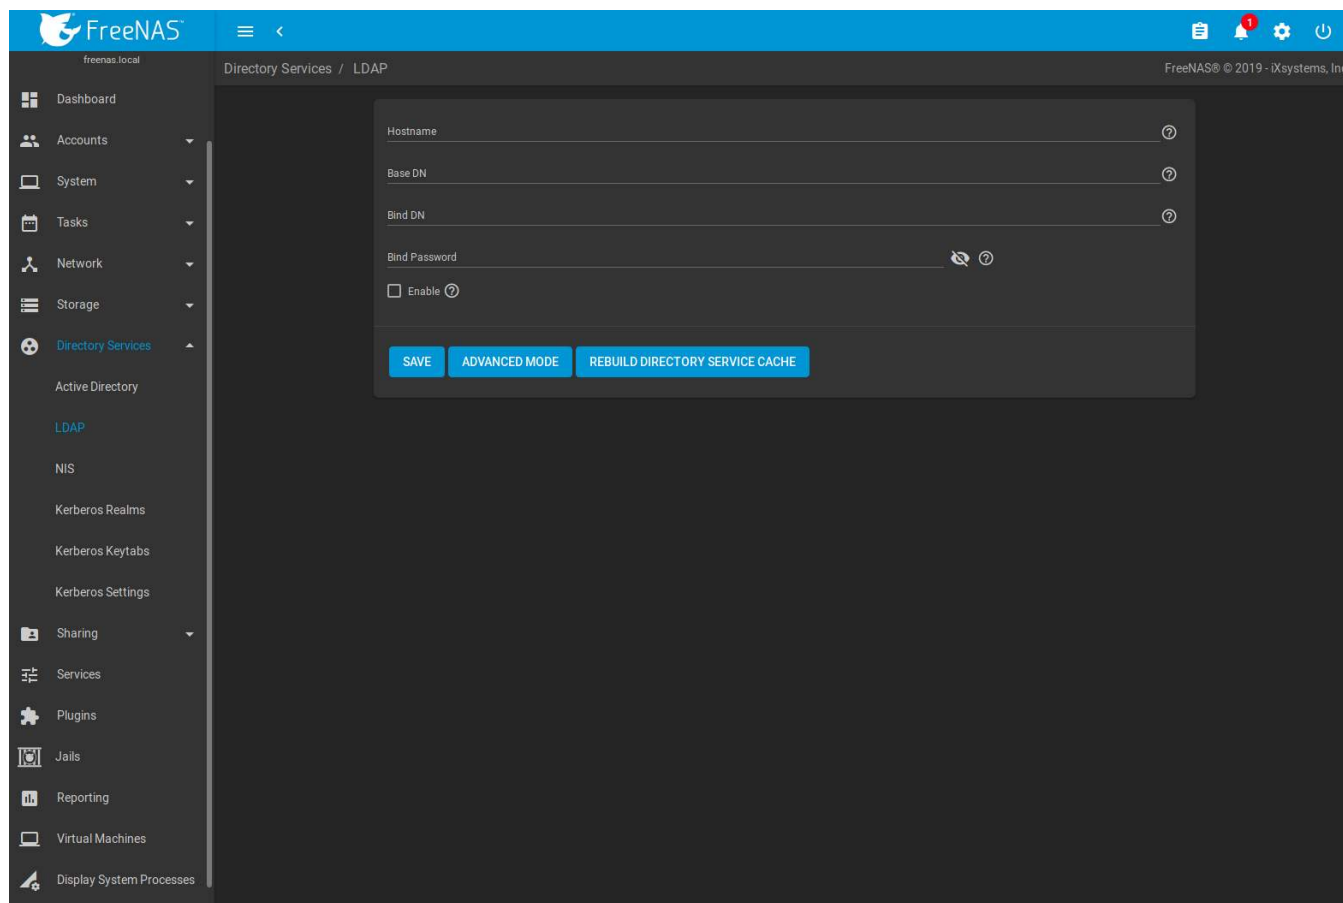 FreeNAS™
freenas.local
Directory Services / LDAP
FreeNAS® © 2019 - iXsystems, Inc
1
Dashboard
Accounts
System
Tasks
Network
Storage
Directory Services
Active Directory
LDAP
NIS
Kerberos Realms
Kerberos Keytabs
Kerberos Settings
Sharing
Services
Plugins
Jails
Reporting
Virtual Machines
Display System Processes
Hostname
Base DN
Bind DN
Bind Password
Enable
SAVE
ADVANCED MODE
REBUILD DIRECTORY SERVICE CACHE